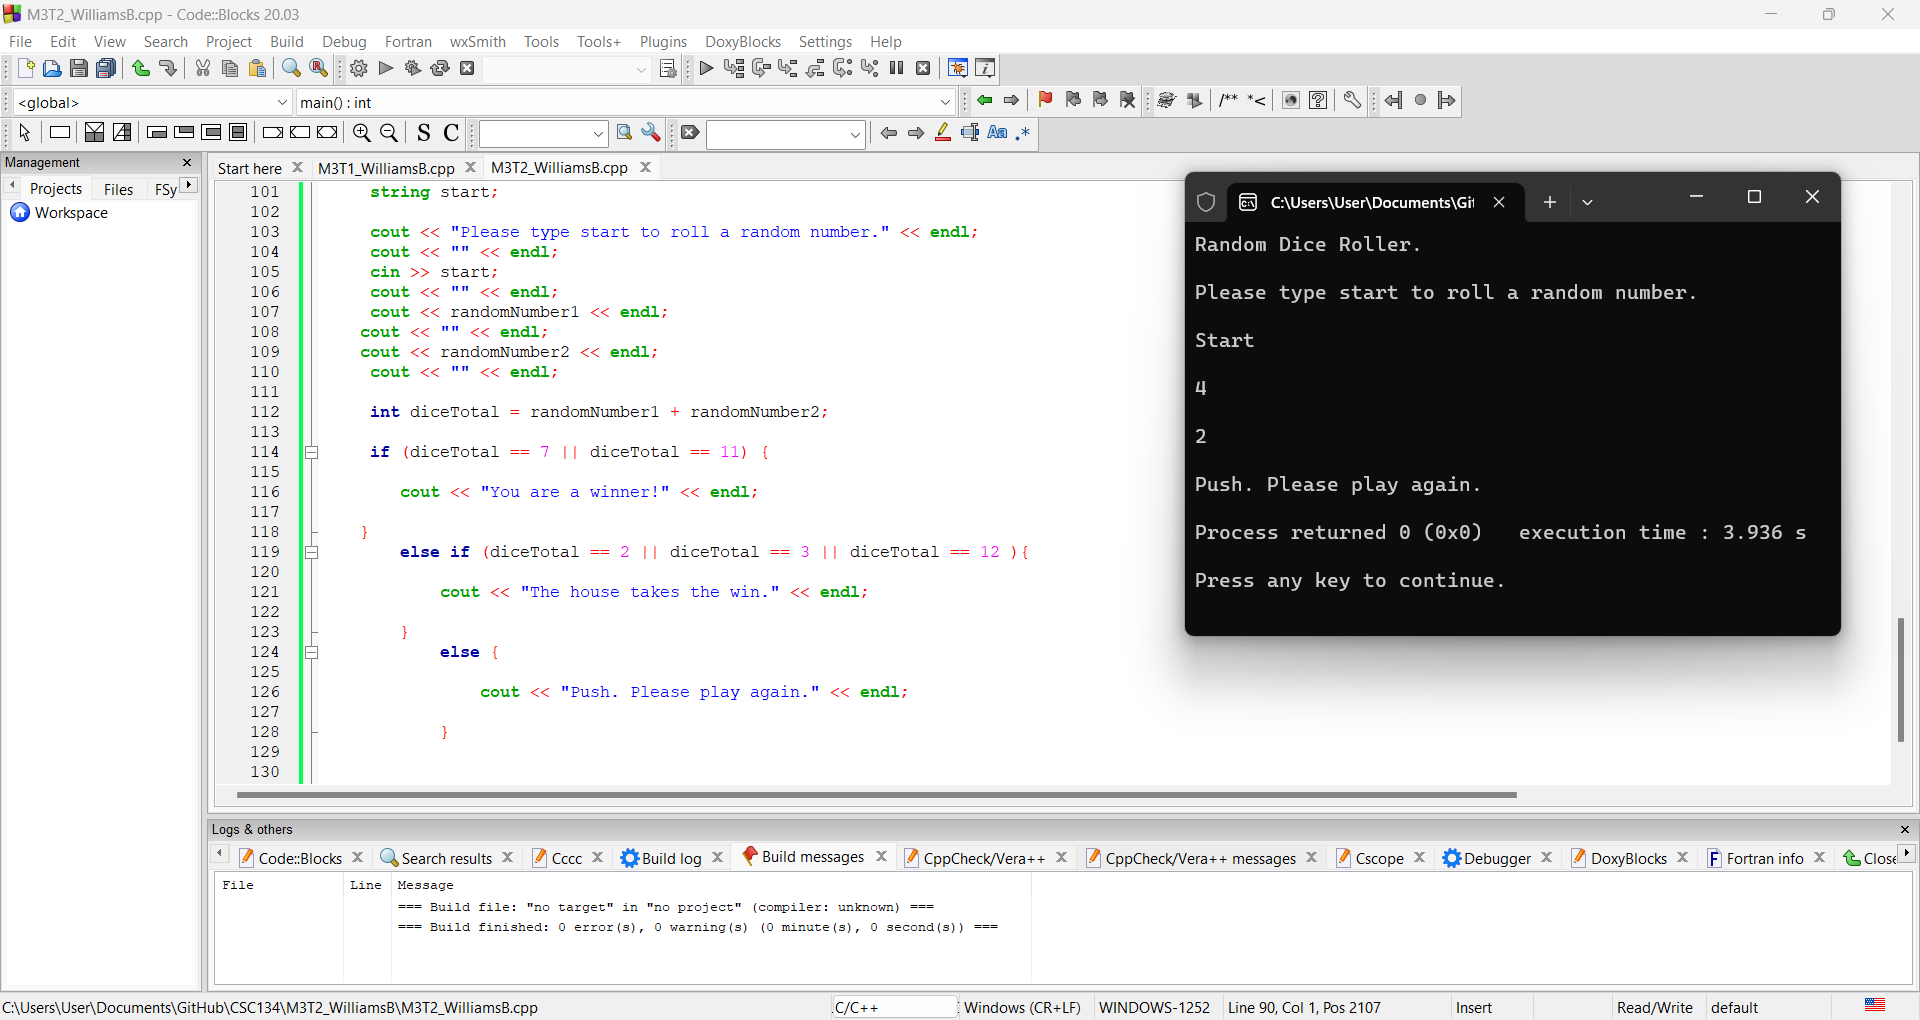 M3T2_WilliamsB.cpp - Code::Blocks 20.03
File Edit View Search Project Build Debug Fortran wxSmith Tools Tools+ Plugins DoxyBlocks Settings Help
<global> main() : int
/** *<
S C Aa .*
Management
Projects Files FSy
Workspace
Start here M3T1_WilliamsB.cpp M3T2_WilliamsB.cpp
101 string start;
102
103 cout << "Please type start to roll a random number." << endl;
104 cout << "" << endl;
105 cin >> start;
106 cout << "" << endl;
107 cout << randomNumber1 << endl;
108 cout << "" << endl;
109 cout << randomNumber2 << endl;
110 cout << "" << endl;
111
112 int diceTotal = randomNumber1 + randomNumber2;
113
114 if (diceTotal == 7 || diceTotal == 11) {
115
116 cout << "You are a winner!" << endl;
117
118 }
119 else if (diceTotal == 2 || diceTotal == 3 || diceTotal == 12 ){
120
121 cout << "The house takes the win." << endl;
122
123 }
124 else {
125
126 cout << "Push. Please play again." << endl;
127
128 }
129
130
C:\Users\User\Documents\Git
Random Dice Roller.
Please type start to roll a random number.
Start
4
2
Push. Please play again.
Process returned 0 (0x0) execution time : 3.936 s
Press any key to continue.
Logs & others
Code::Blocks Search results Cccc Build log Build messages CppCheck/Vera++ CppCheck/Vera++ messages Cscope Debugger DoxyBlocks Fortran info Close
File Line Message
=== Build file: "no target" in "no project" (compiler: unknown) ===
=== Build finished: 0 error(s), 0 warning(s) (0 minute(s), 0 second(s)) ===
C:\Users\User\Documents\GitHub\CSC134\M3T2_WilliamsB\M3T2_WilliamsB.cpp C/C++ Windows (CR+LF) WINDOWS-1252 Line 90, Col 1, Pos 2107 Insert Read/Write default